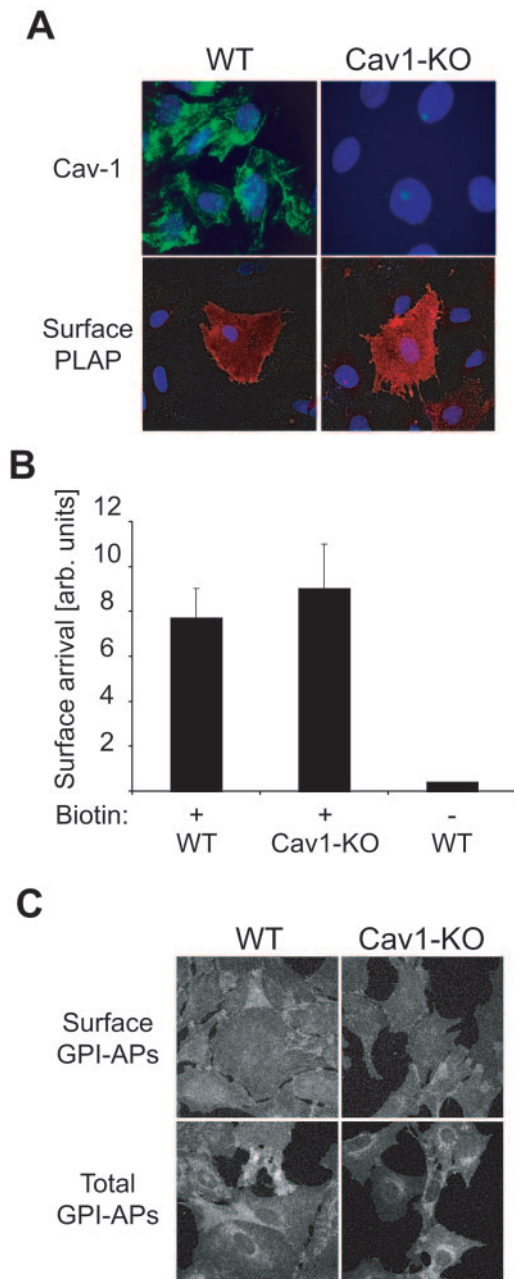 A
WT Cav1-KO
Cav-1
Surface
PLAP
B
Surface arrival [arb. units]
12
10
8
6
4
2
Biotin: + + -
WT Cav1-KO WT
C
WT Cav1-KO
Surface
GPI-APs
Total
GPI-APs